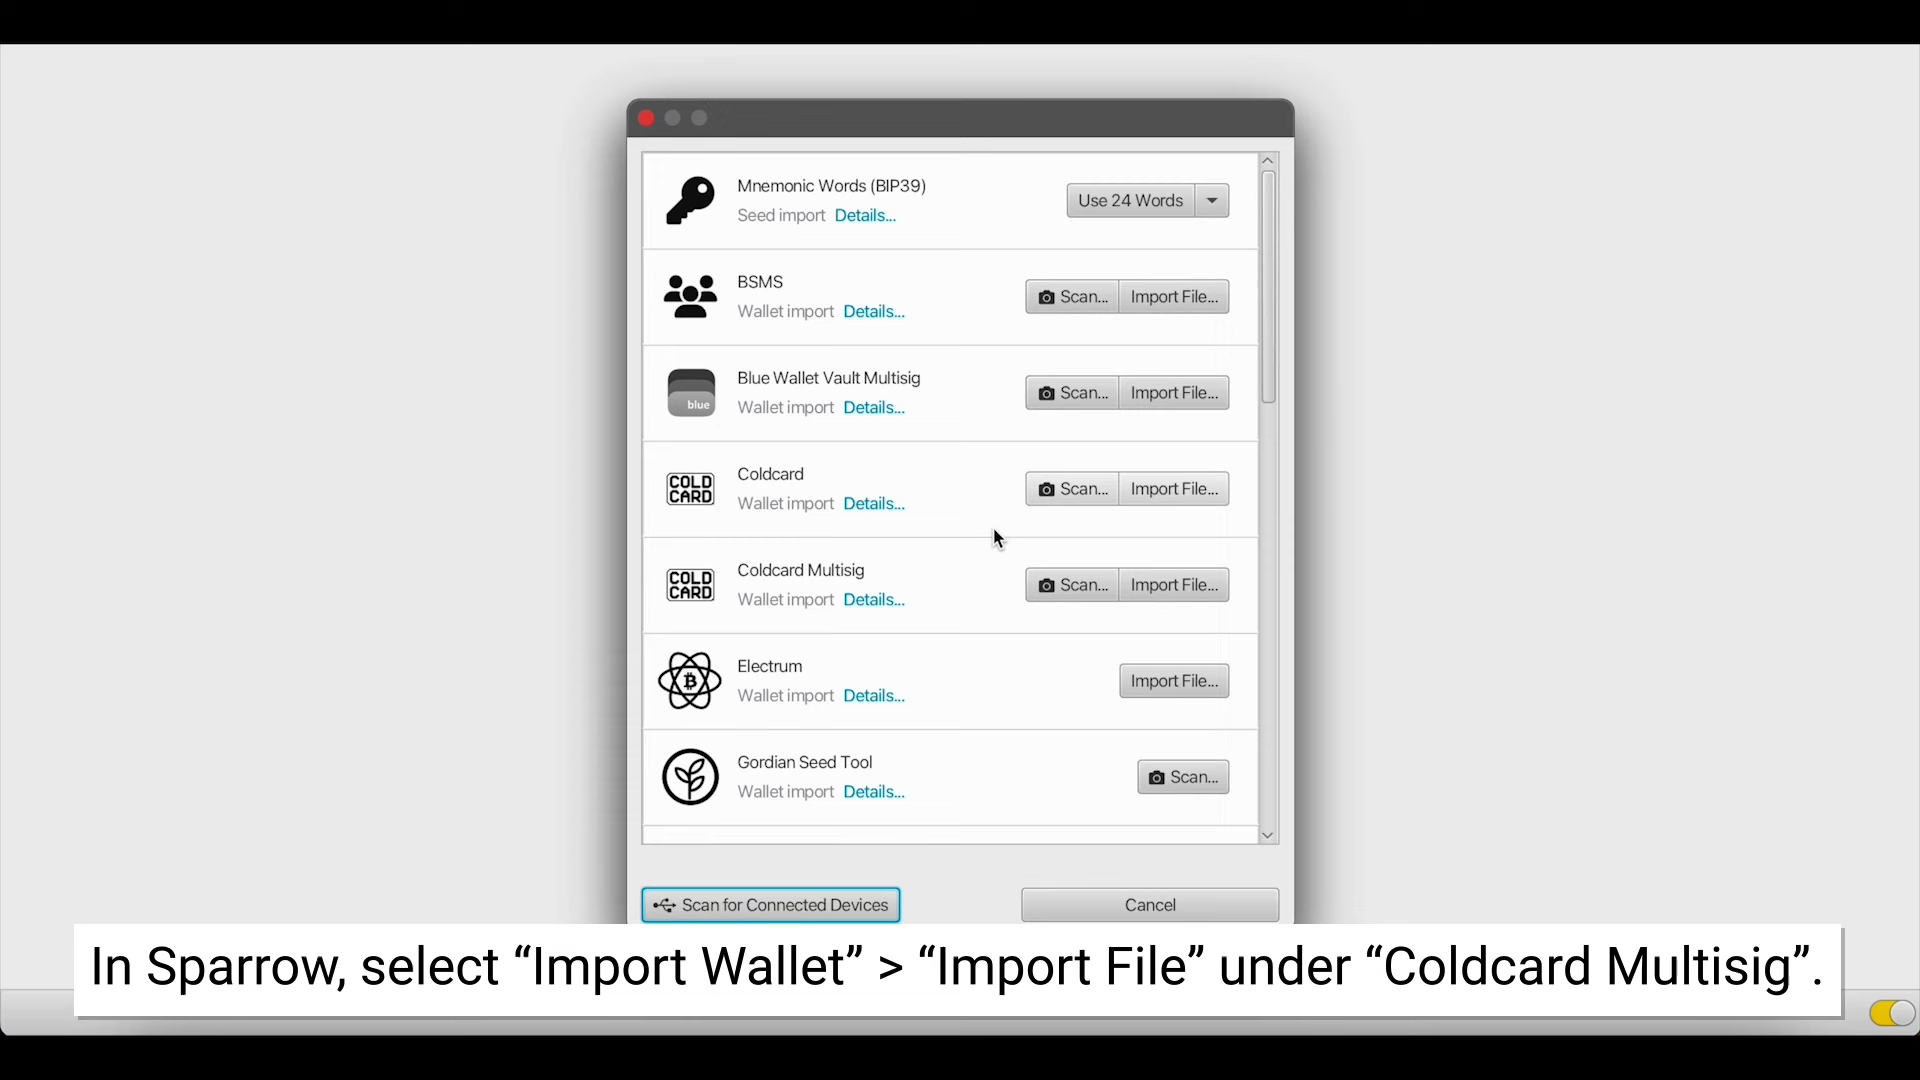 Mnemonic Words (BIP39)
Seed import Details...
Use 24 Words
BSMS
Wallet import Details...
Scan... Import File...
blue
Blue Wallet Vault Multisig
Wallet import Details...
Scan... Import File...
COLD
CARD
Coldcard
Wallet import Details...
Scan... Import File...
COLD
CARD
Coldcard Multisig
Wallet import Details...
Scan... Import File...
Electrum
Wallet import Details...
Import File...
Gordian Seed Tool
Wallet import Details...
Scan...
Scan for Connected Devices Cancel
In Sparrow, select “Import Wallet” > “Import File” under “Coldcard Multisig”.